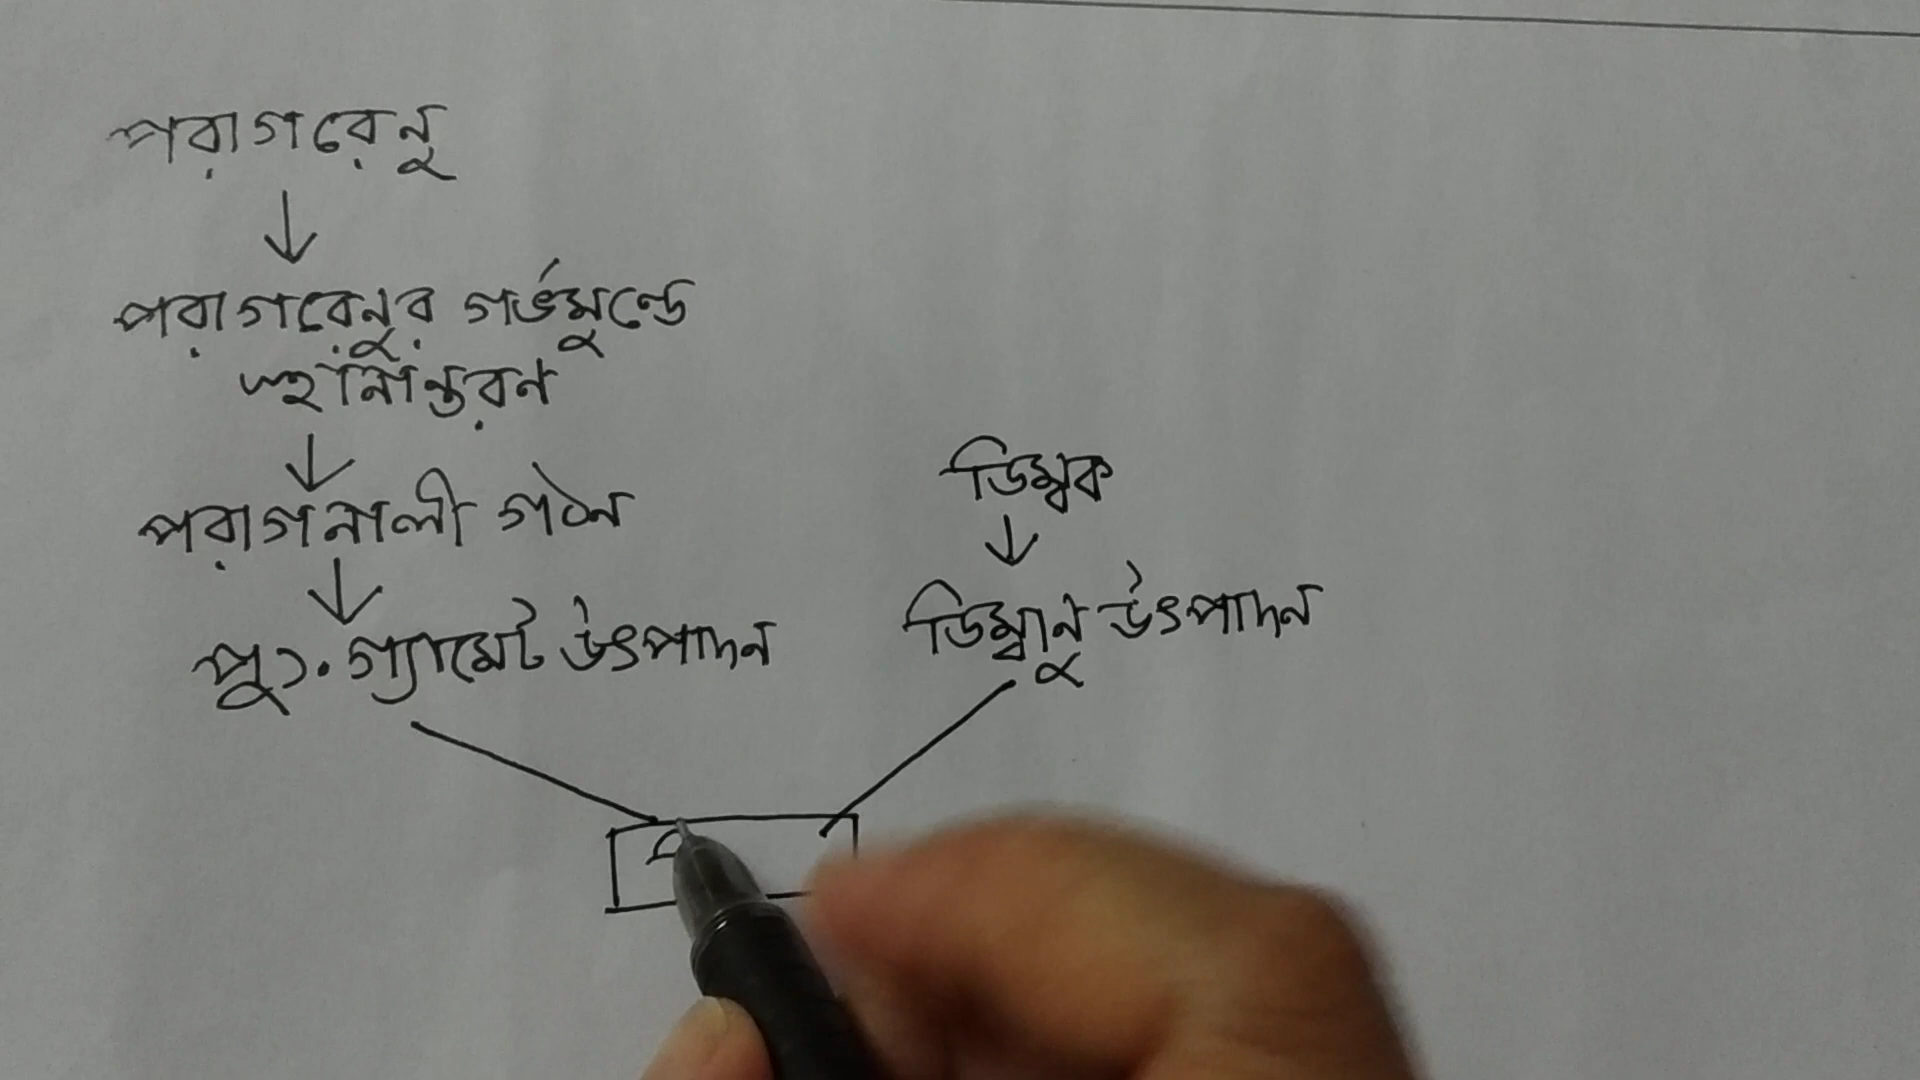 পরাগরেনু
পরাগরেনুর গর্ভমুন্ডে
স্থানান্তরণ
পরাগনালী গঠন
পুং গ্যামেট উৎপাদন
ডিম্বক
ডিম্বানু উৎপাদন